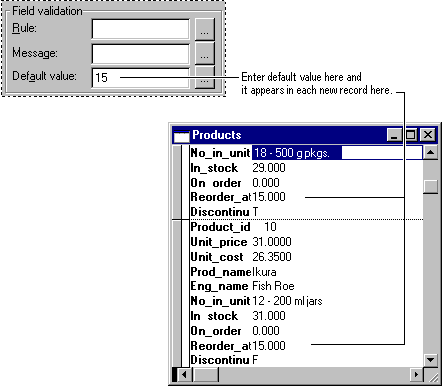 Field validation
Rule:
...
Message:
...
Default value:
15
...
Enter default value here and
it appears in each new record here.
Products
No_in_unit 18 - 500 g pkgs.
In_stock 29.000
On_order 0.000
Reorder_at 15.000
Discontinu T
Product_id 10
Unit_price 31.0000
Unit_cost 26.3500
Prod_name Ikura
Eng_name Fish Roe
No_in_unit 12 - 200 ml jars
In_stock 31.000
On_order 0.000
Reorder_at 15.000
Discontinu F